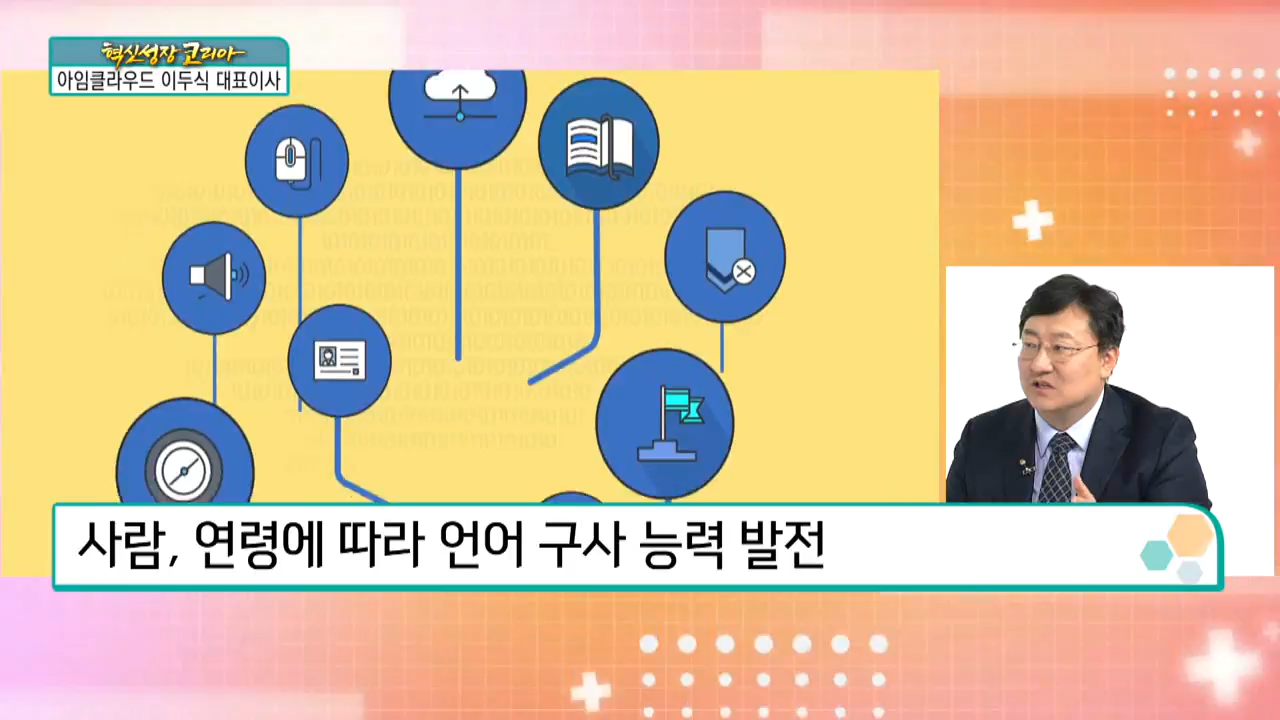 혁신성장 코리아
아임클라우드 이두식 대표이사
사람, 연령에 따라 언어 구사 능력 발전